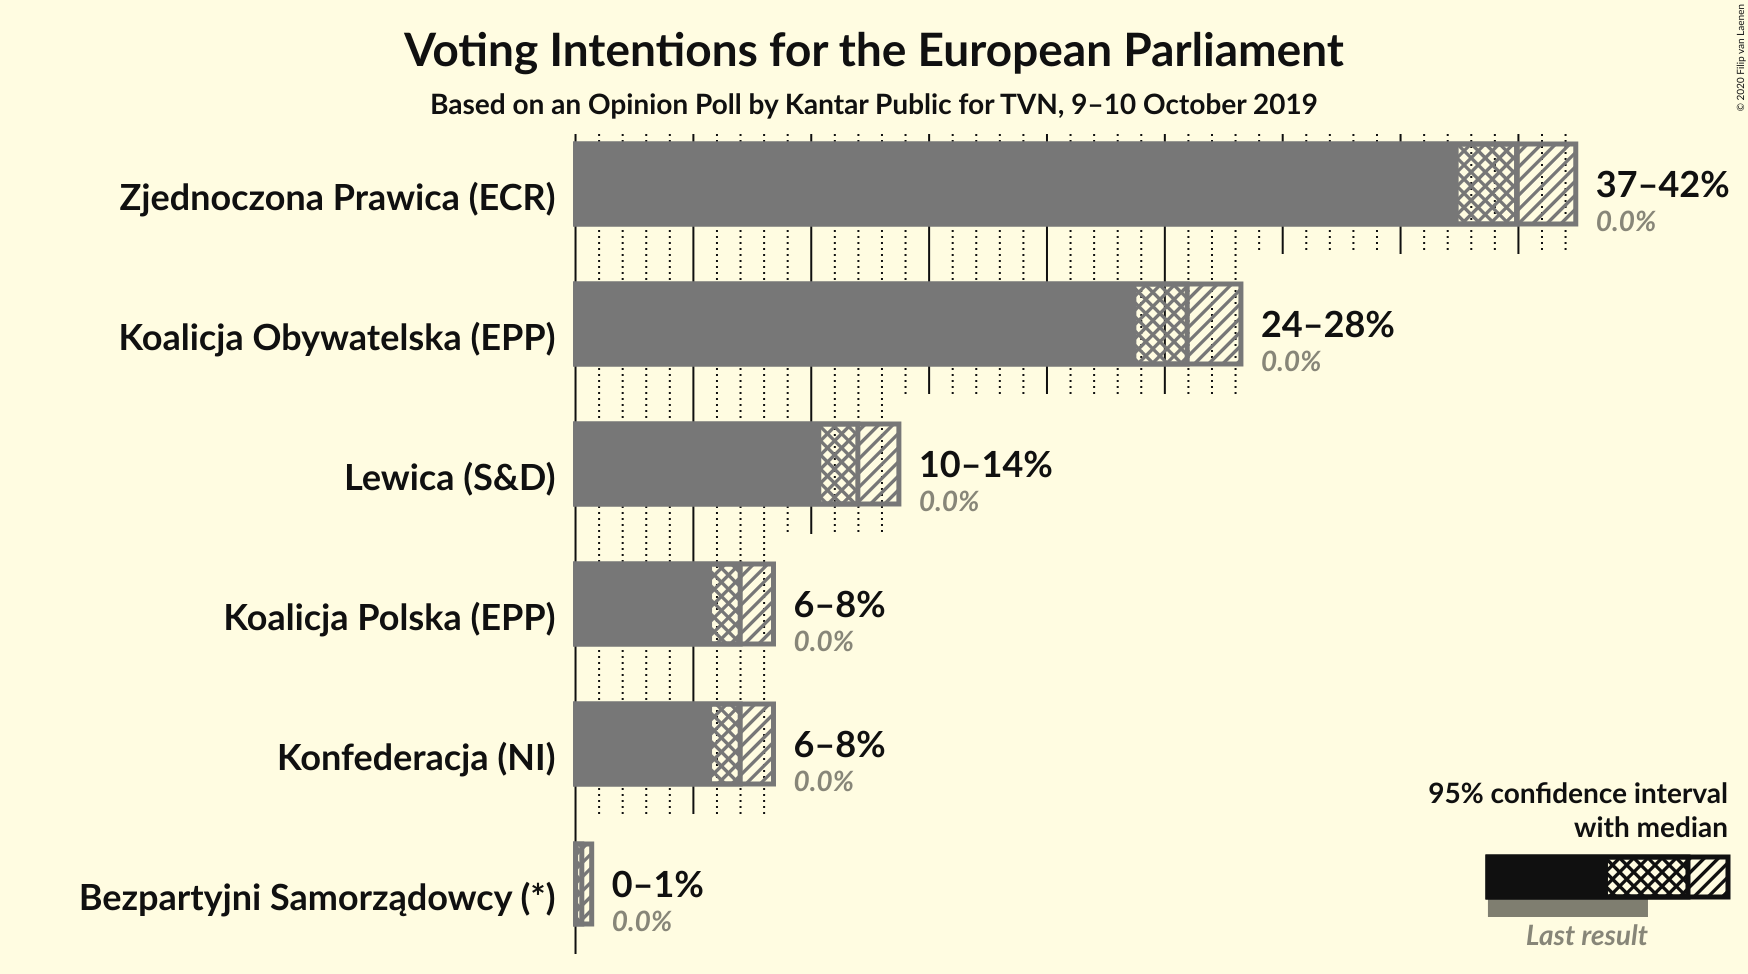 Voting Intentions for the European Parliament
Based on an Opinion Poll by Kantar Public for TVN, 9–10 October 2019
© 2020 Filip van Laenen
Zjednoczona Prawica (ECR)
37–42%
0.0%
Koalicja Obywatelska (EPP)
24–28%
0.0%
Lewica (S&D)
10–14%
0.0%
Koalicja Polska (EPP)
6–8%
0.0%
Konfederacja (NI)
6–8%
0.0%
Bezpartyjni Samorządowcy (*)
0–1%
0.0%
95% confidence interval
with median
Last result